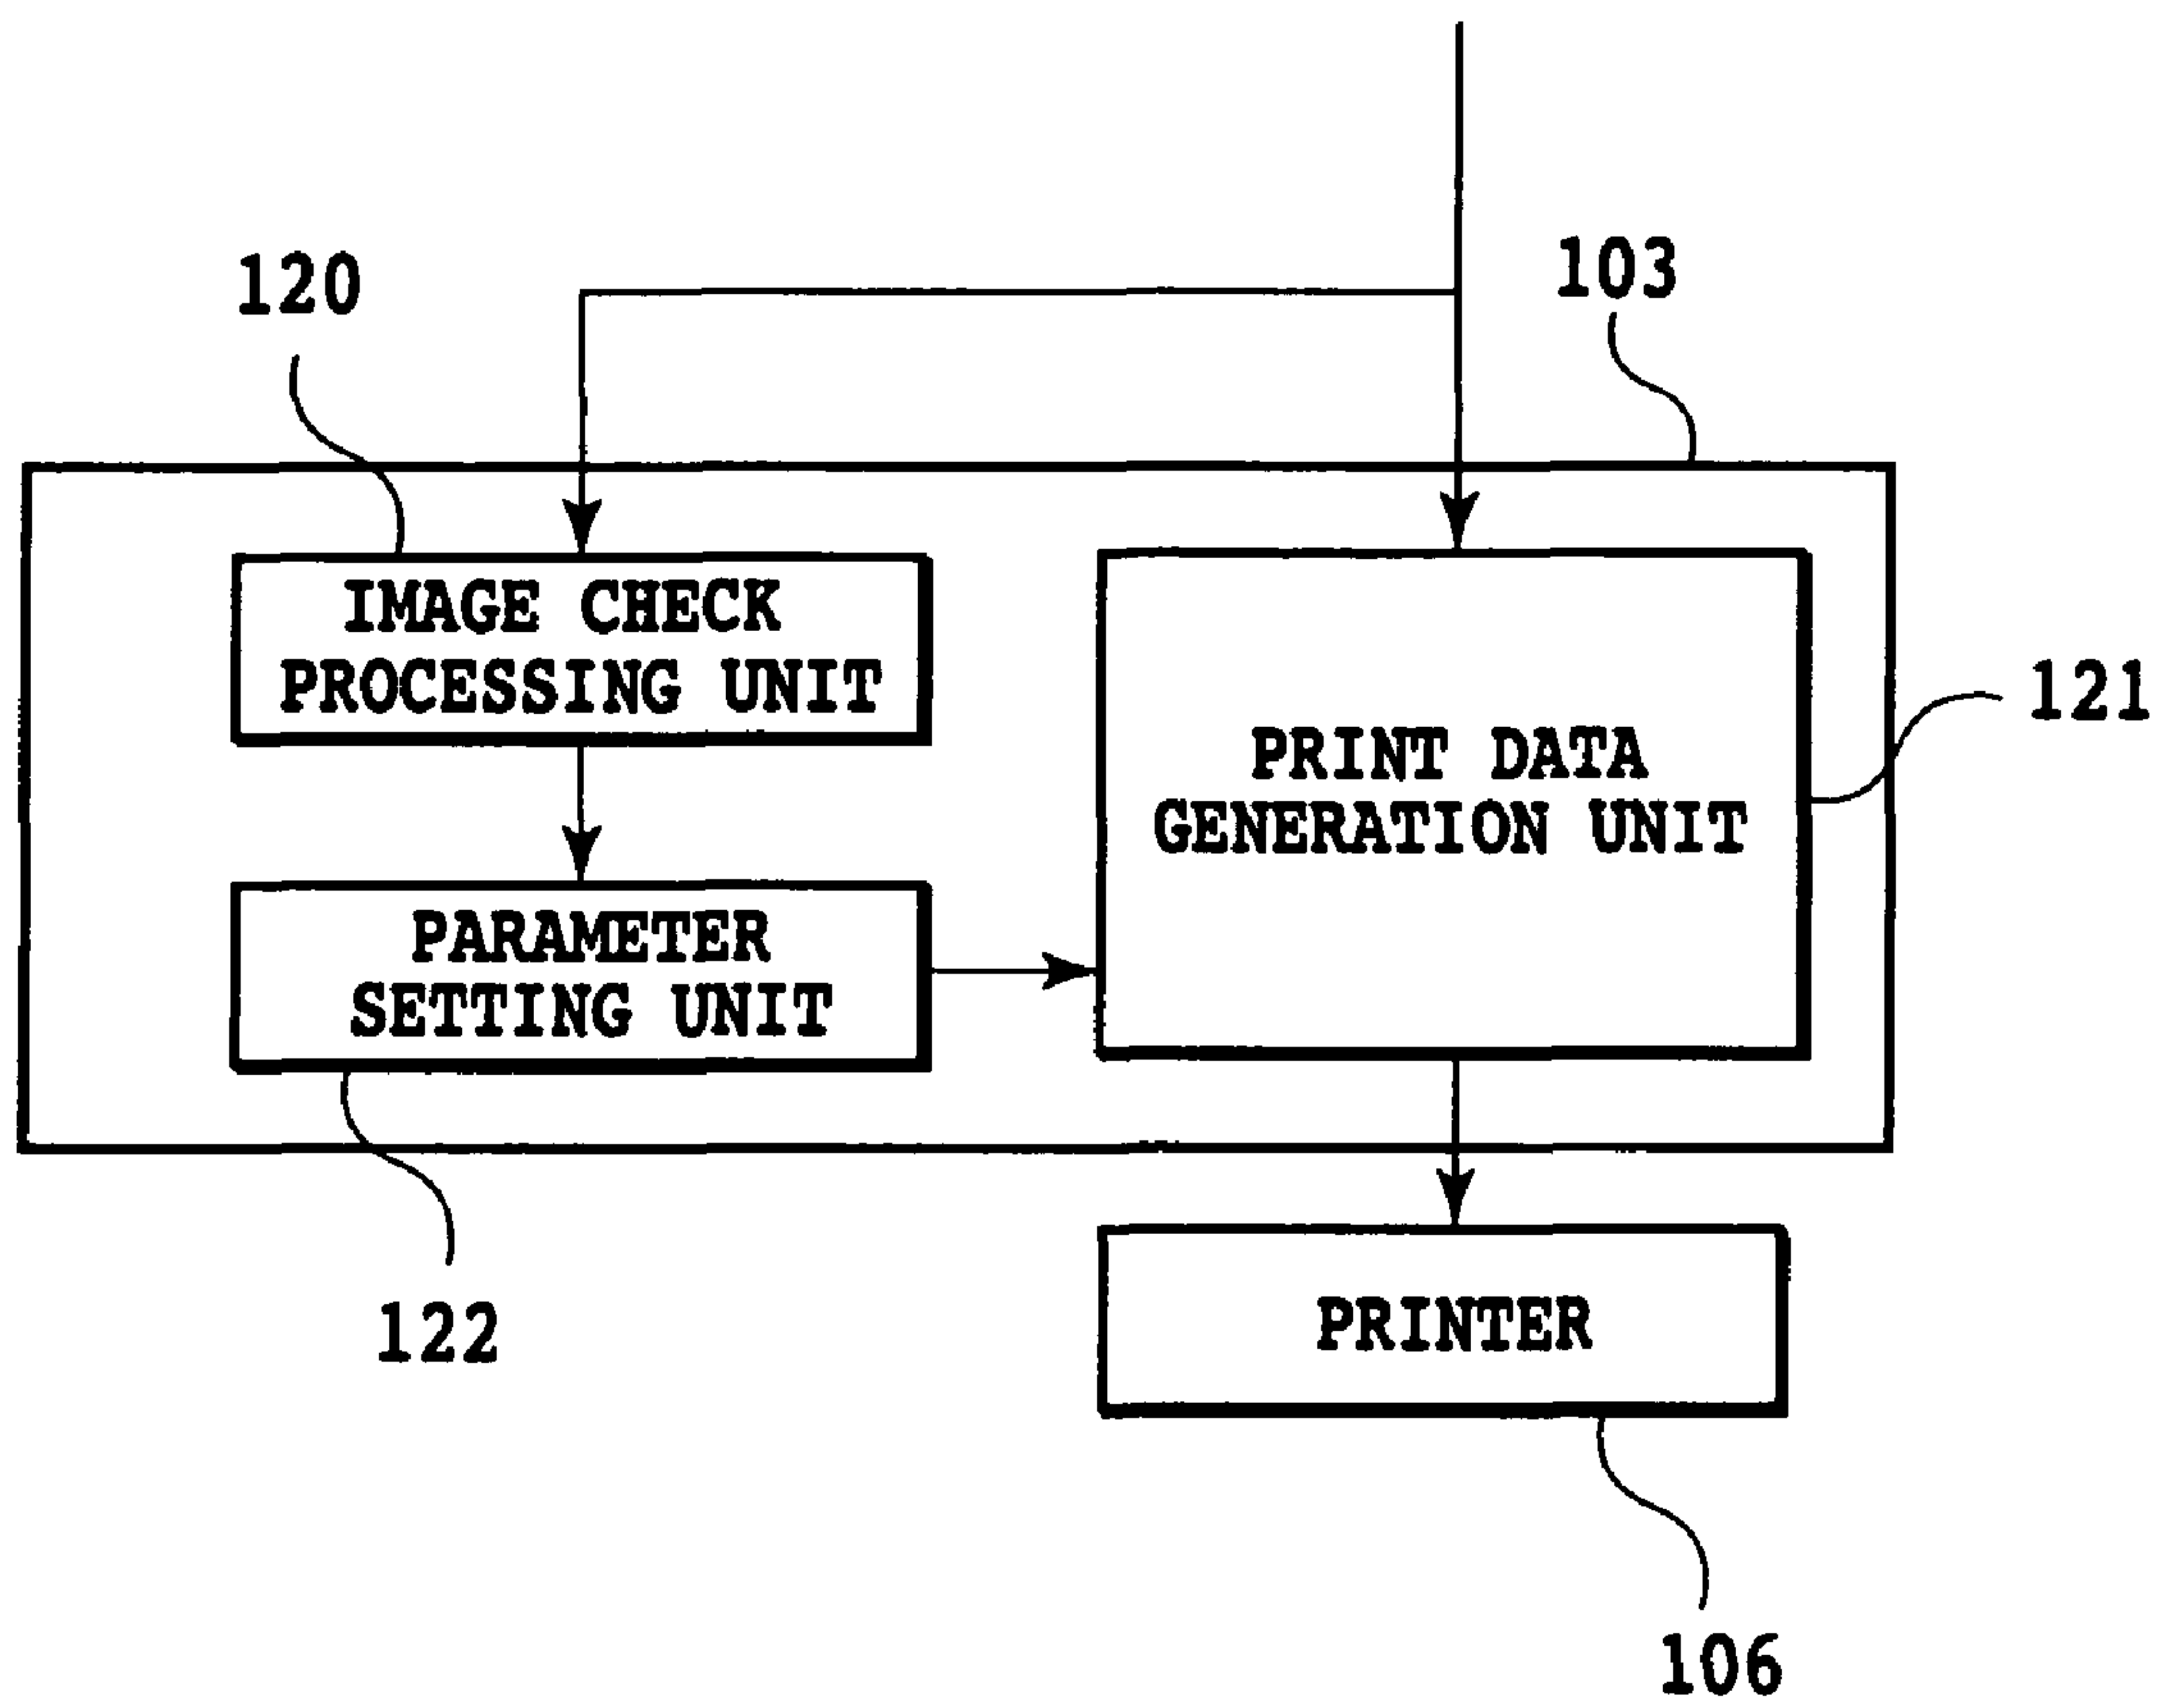 103
120
IMAGE CHECK
PROCESSING UNIT
121
PRINT DATA
GENERATION UNIT
PARAMETER
SETTING UNIT
122
PRINTER
106